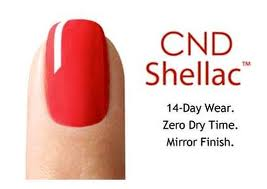 CND
Shellac™
14-Day Wear.
Zero Dry Time.
Mirror Finish.